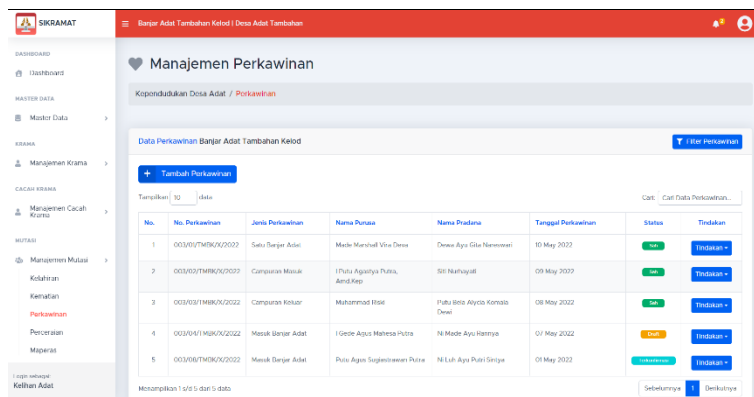 SIKRAMAT
Banjar Adat Tambahan Kelod | Desa Adat Tambahan
DASHBOARD
Dashboard
MASTER DATA
Master Data
KRAMA
Manajemen Krama
CACAH KRAMA
Manajemen Cacah
Krama
MUTASI
Manajemen Mutasi
Kelahiran
Kematian
Perkawinan
Perceraian
Maperas
Login sebagai:
Kelihan Adat
Manajemen Perkawinan
Kependudukan Desa Adat / Perkawinan
Data Perkawinan Banjar Adat Tambahan Kelod
Filter Perkawinan
+ Tambah Perkawinan
Tampilkan 10 data
Cari: Cari Data Perkawinan...
No. No. Perkawinan Jenis Perkawinan Nama Purusa Nama Pradana Tanggal Perkawinan Status Tindakan
1 003/01/TMBK/X/2022 Satu Banjar Adat Made Marshall Vira Deva Dewa Ayu Gita Nareswari 10 May 2022 Sah Tindakan
2 003/02/TMBK/X/2022 Campuran Masuk I Putu Agastya Putra, Amd.Kep Siti Nurhayati 09 May 2022 Sah Tindakan
3 003/03/TMBK/X/2022 Campuran Keluar Muhammad Riski Putu Bela Alycia Komala Dewi 08 May 2022 Sah Tindakan
4 003/04/TMBK/X/2022 Masuk Banjar Adat I Gede Agus Mahesa Putra Ni Made Ayu Rannya 07 May 2022 Draft Tindakan
5 003/08/TMBK/X/2022 Masuk Banjar Adat Putu Agus Sugiastrawan Putra Ni Luh Ayu Putri Sintya 01 May 2022 Tindakan
Menampilkan 1 s/d 5 dari 5 data
Sebelumnya 1 Berikutnya